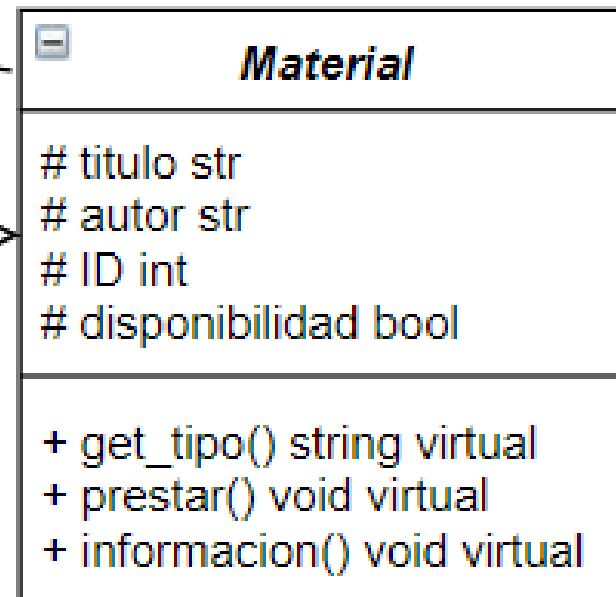 Material
# titulo str
# autor str
# ID int
# disponibilidad bool
+ get_tipo() string virtual
+ prestar() void virtual
+ informacion() void virtual